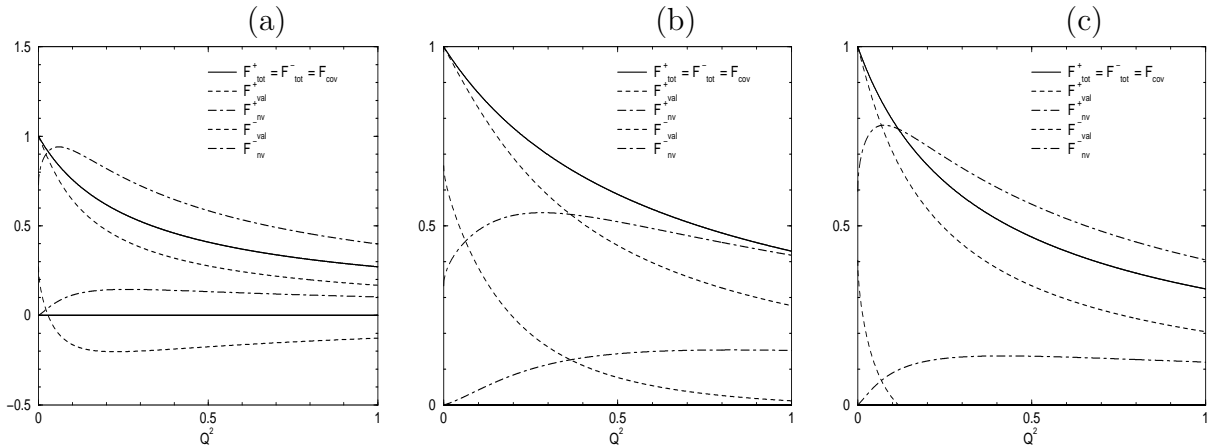 (a)
1.5
1
0.5
0
−0.5
0
0.5
1
Q²
F⁺tot = F⁻tot = Fcov
F⁺val
F⁺nv
F⁻val
F⁻nv
(b)
1
0.5
0
0
0.5
1
Q²
F⁺tot = F⁻tot = Fcov
F⁺val
F⁺nv
F⁻val
F⁻nv
(c)
1
0.5
0
0
0.5
1
Q²
F⁺tot = F⁻tot = Fcov
F⁺val
F⁺nv
F⁻val
F⁻nv